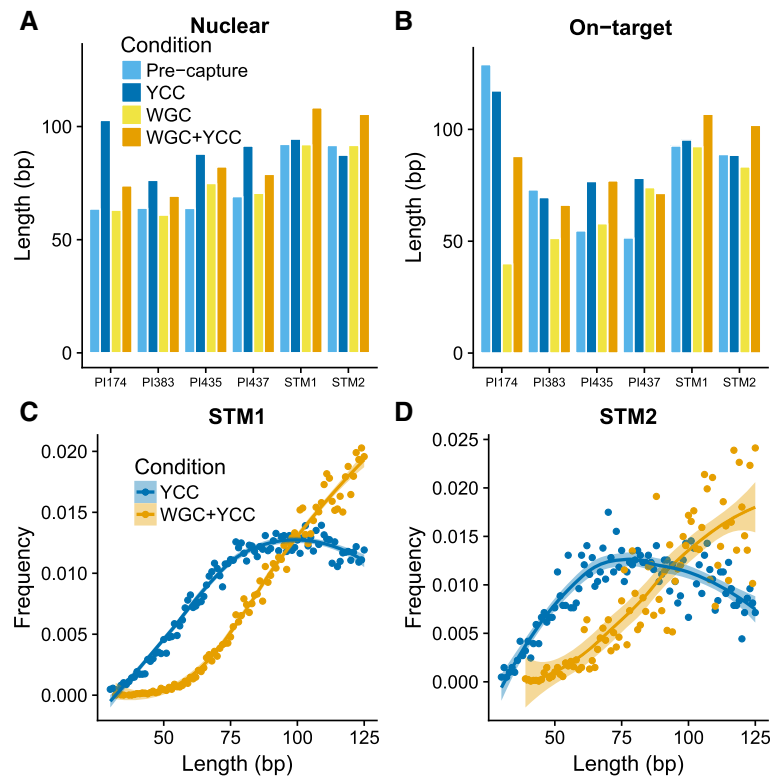 A
Nuclear
Condition
Pre−capture
YCC
WGC
WGC+YCC
Length (bp)
100
50
0
PI174 PI383 PI435 PI437 STM1 STM2
B
On−target
Length (bp)
100
50
0
PI174 PI383 PI435 PI437 STM1 STM2
C
STM1
Condition
YCC
WGC+YCC
Frequency
0.020
0.015
0.010
0.005
0.000
50 75 100 125
Length (bp)
D
STM2
Frequency
0.025
0.020
0.015
0.010
0.005
0.000
50 75 100 125
Length (bp)